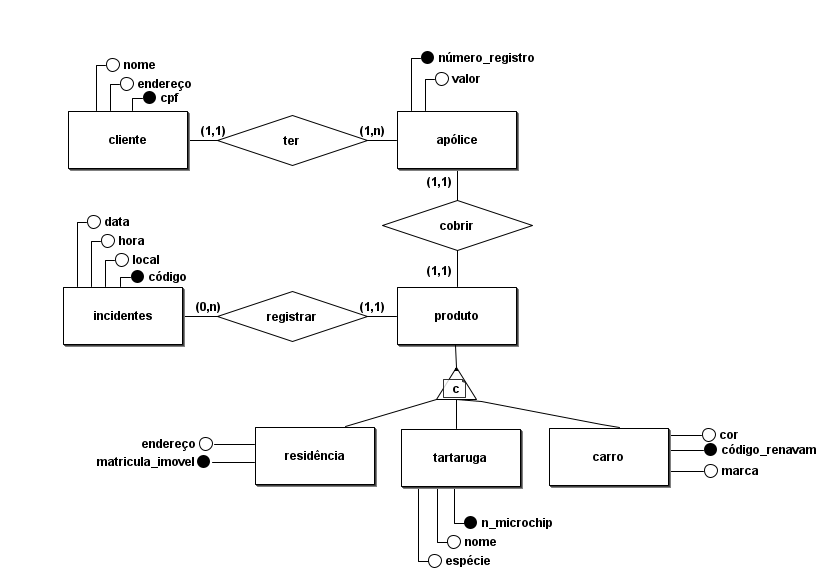 nome
endereço
cpf
número_registro
valor
cliente
(1,1)
ter
(1,n)
apólice
(1,1)
cobrir
(1,1)
data
hora
local
código
incidentes
(0,n)
registrar
(1,1)
produto
c
endereço
matricula_imovel
residência
tartaruga
carro
cor
código_renavam
marca
n_microchip
nome
espécie